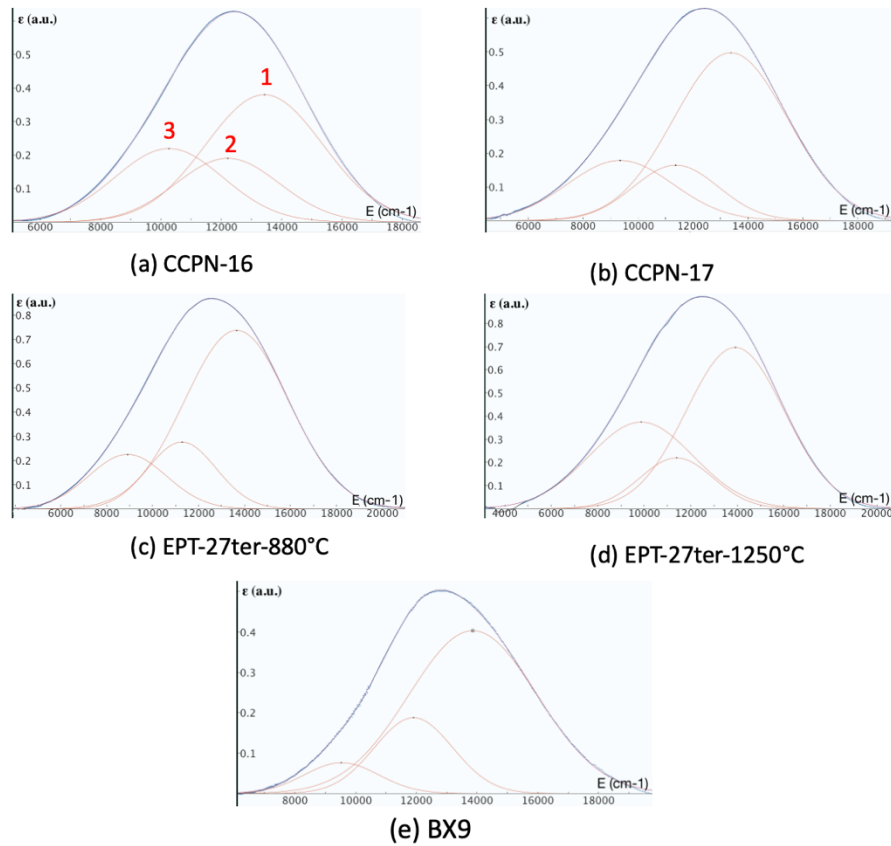 ε (a.u.)
0.5
0.4
0.3
0.2
0.1
1
2
3
E (cm-1)
6000 8000 10000 12000 14000 16000 18000
(a) CCPN-16
ε (a.u.)
0.5
0.4
0.3
0.2
0.1
E (cm-1)
6000 8000 10000 12000 14000 16000 18000
(b) CCPN-17
ε (a.u.)
0.8
0.7
0.6
0.5
0.4
0.3
0.2
0.1
E (cm-1)
6000 8000 10000 12000 14000 16000 18000 20000
(c) EPT-27ter-880°C
ε (a.u.)
0.8
0.7
0.6
0.5
0.4
0.3
0.2
0.1
E (cm-1)
4000 6000 8000 10000 12000 14000 16000 18000 20000
(d) EPT-27ter-1250°C
ε (a.u.)
0.4
0.3
0.2
0.1
E (cm-1)
8000 10000 12000 14000 16000 18000
(e) BX9